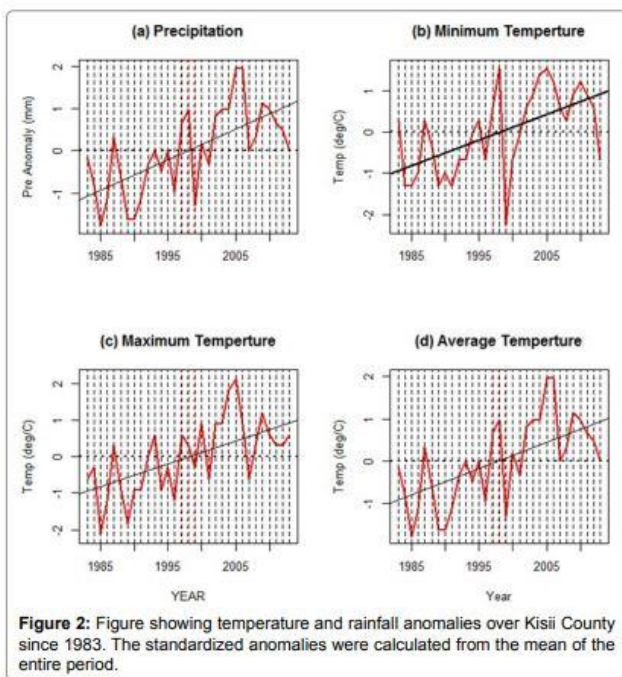 (a) Precipitation
Pre Anomaly (mm)
2
1
0
-1
1985
1995
2005
(b) Minimum Temperture
Temp (deg/C)
1
0
-1
-2
1985
1995
2005
(c) Maximum Temperture
Temp (deg/C)
2
1
0
-1
-2
1985
1995
2005
YEAR
(d) Average Temperture
Temp (deg/C)
2
1
0
-1
1985
1995
2005
Year
Figure 2: Figure showing temperature and rainfall anomalies over Kisii County
since 1983. The standardized anomalies were calculated from the mean of the
entire period.